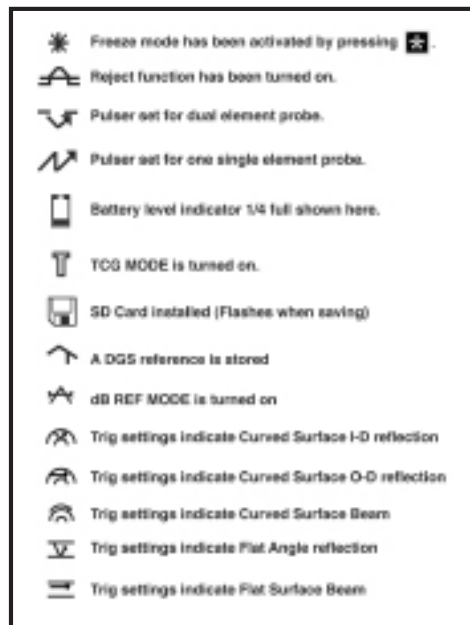 Freeze mode has been activated by pressing * .
Reject function has been turned on.
Pulser set for dual element probe.
Pulser set for one single element probe.
Battery level indicator 1/4 full shown here.
TCG MODE is turned on.
SD Card installed (Flashes when saving)
A DGS reference is stored
dB REF MODE is turned on
Trig settings indicate Curved Surface I-D reflection
Trig settings indicate Curved Surface O-D reflection
Trig settings indicate Curved Surface Beam
Trig settings indicate Flat Angle reflection
Trig settings indicate Flat Surface Beam